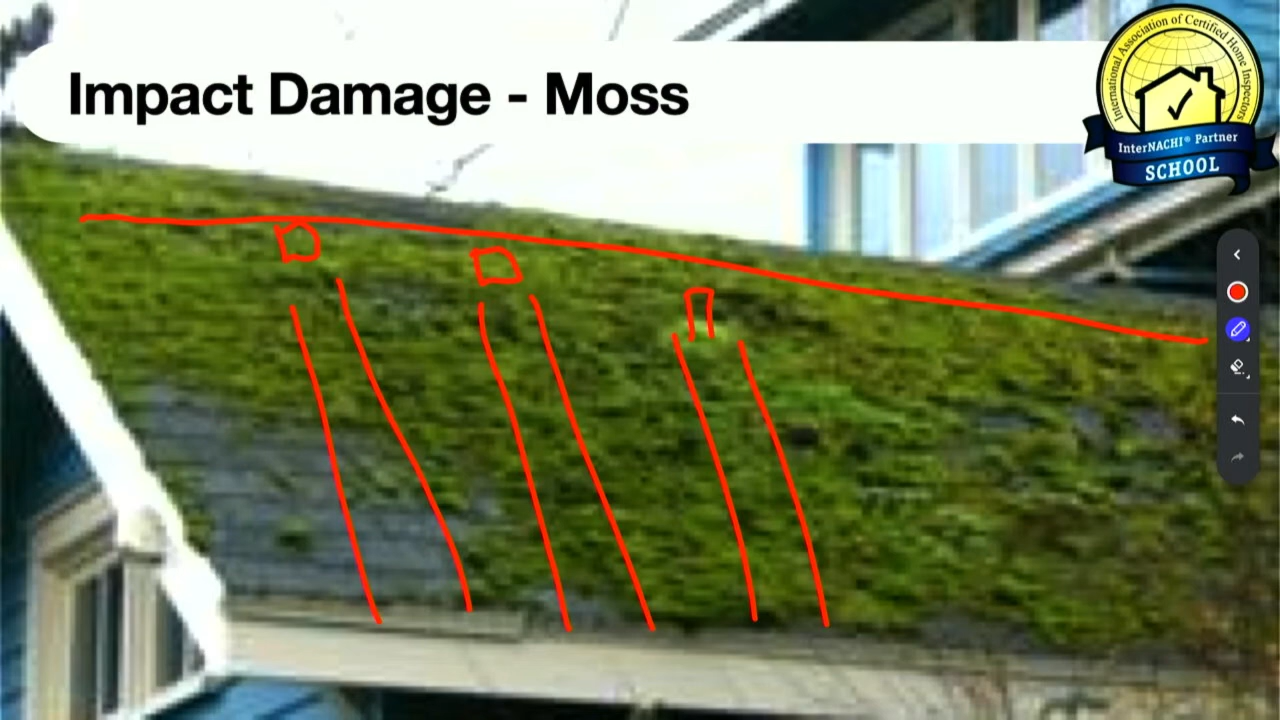 Impact Damage - Moss
International Association of Certified Home Inspectors
InterNACHI® Partner
SCHOOL